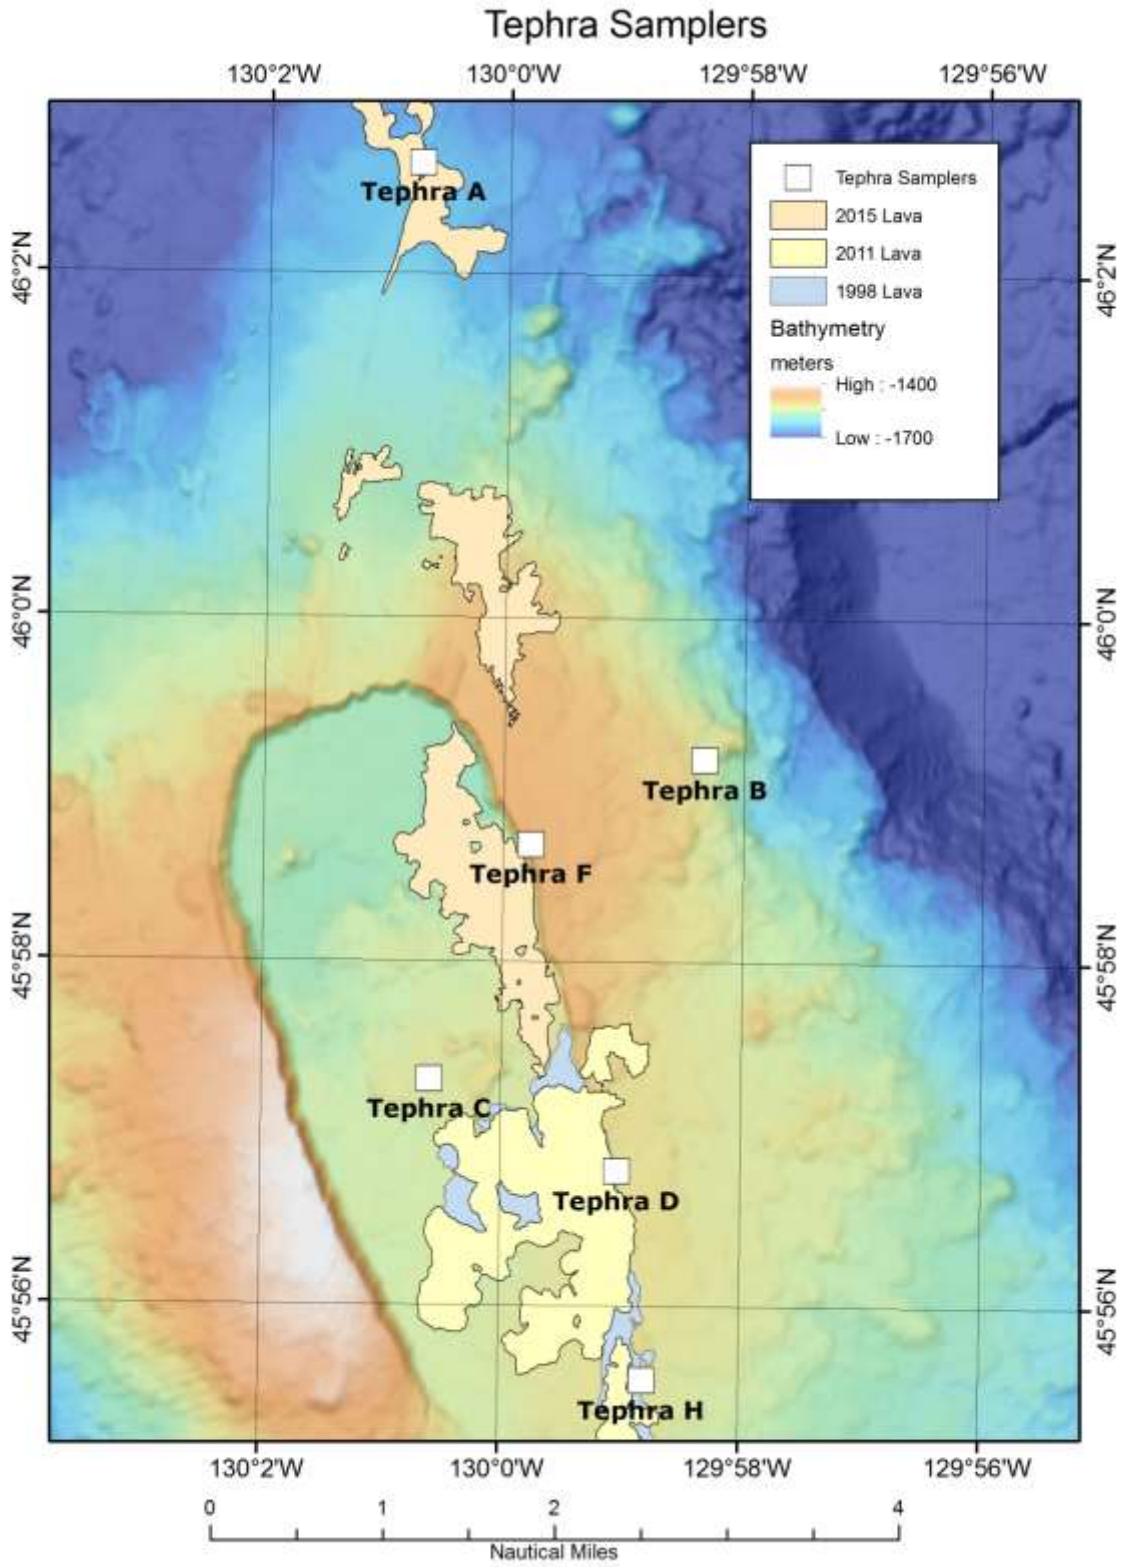 Tephra Samplers
130°2'W 130°0'W 129°58'W 129°56'W
Tephra Samplers
2015 Lava
2011 Lava
1998 Lava
Bathymetry
meters
High : -1400
Low : -1700
Tephra A
46°2'N 46°2'N
46°0'N 46°0'N
Tephra B
Tephra F
45°58'N 45°58'N
Tephra C
Tephra D
45°56'N 45°56'N
Tephra H
130°2'W 130°0'W 129°58'W 129°56'W
0 1 2 4
Nautical Miles